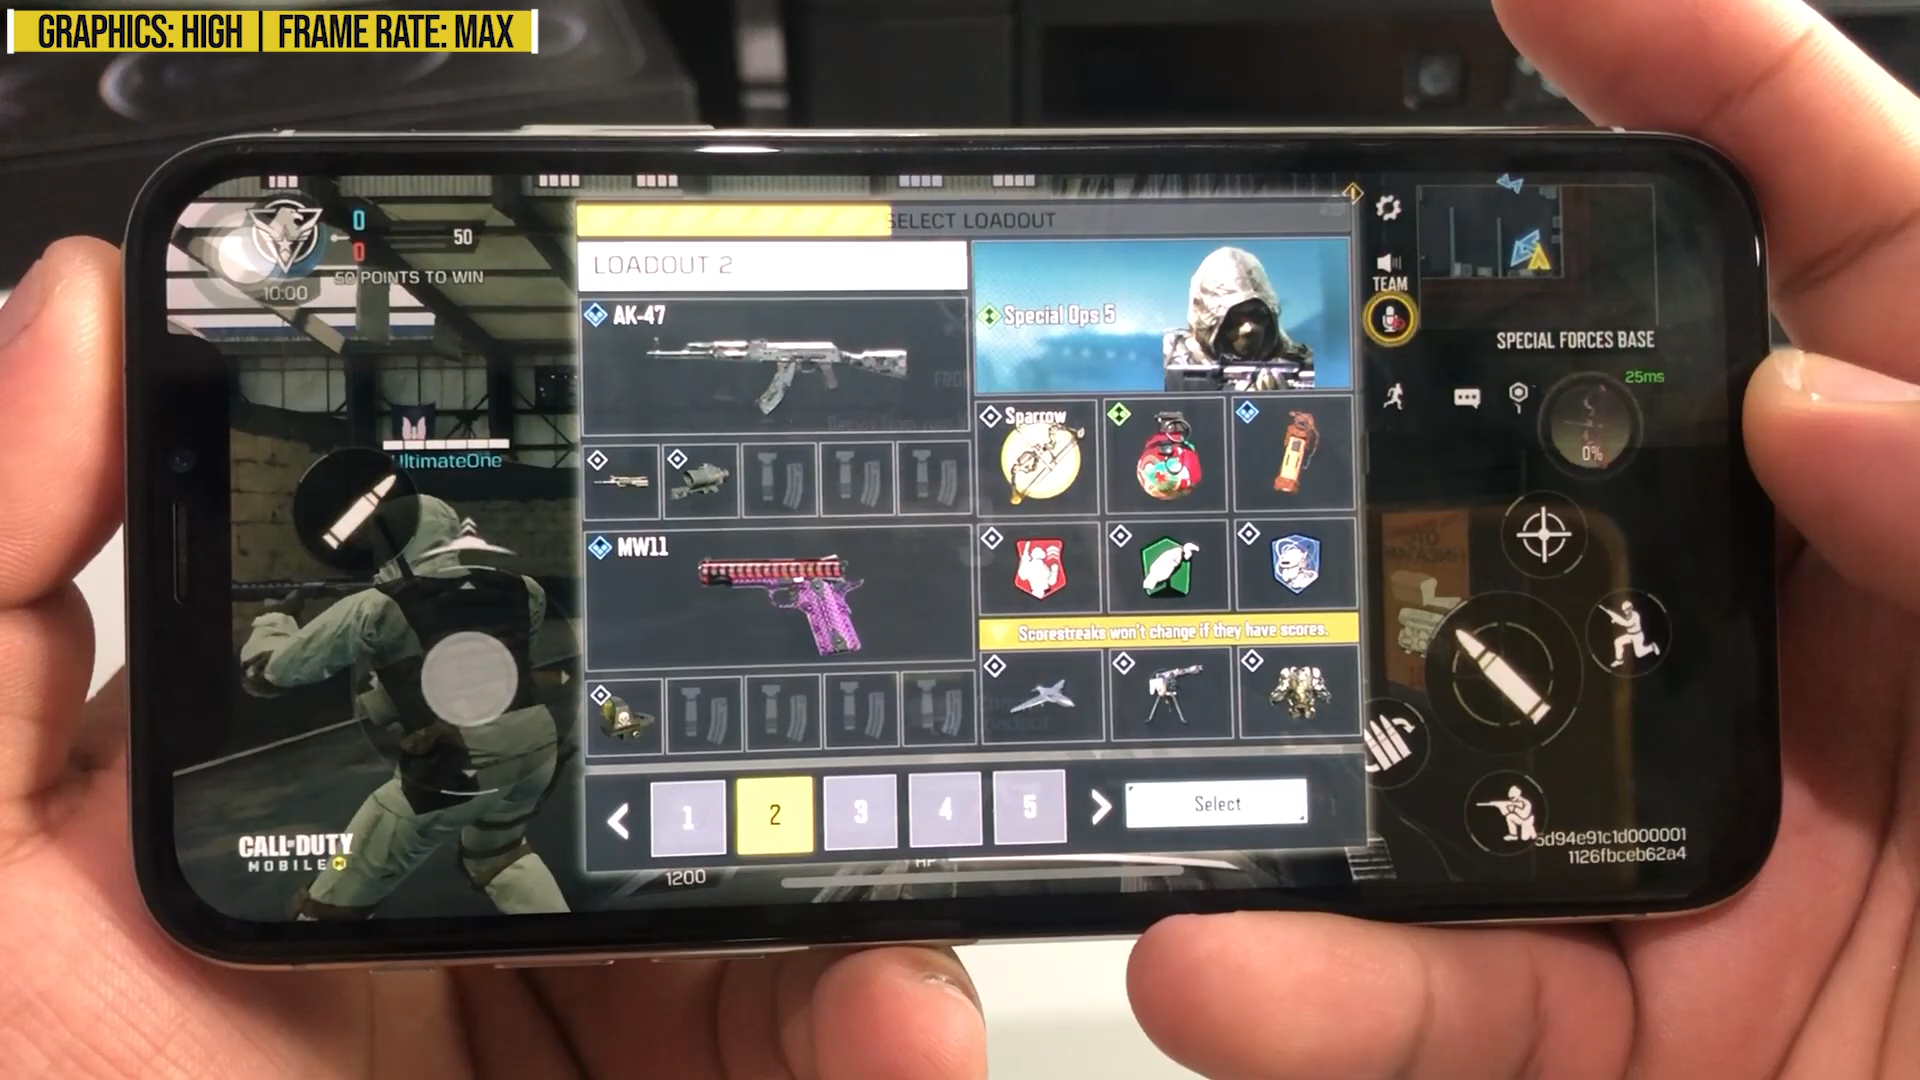 GRAPHICS: HIGH | FRAME RATE: MAX
0
0
50
50 POINTS TO WIN
10:00
SELECT LOADOUT
LOADOUT 2
AK-47
Special Ops 5
Sparrow
MW11
Scorestreaks won't change if they have scores.
1
2
3
4
5
Select
TEAM
SPECIAL FORCES BASE
25ms
0%
UltimateOne
CALL OF DUTY
MOBILE
1200
HP
5d94e91c1d000001
1126fbceb62a4